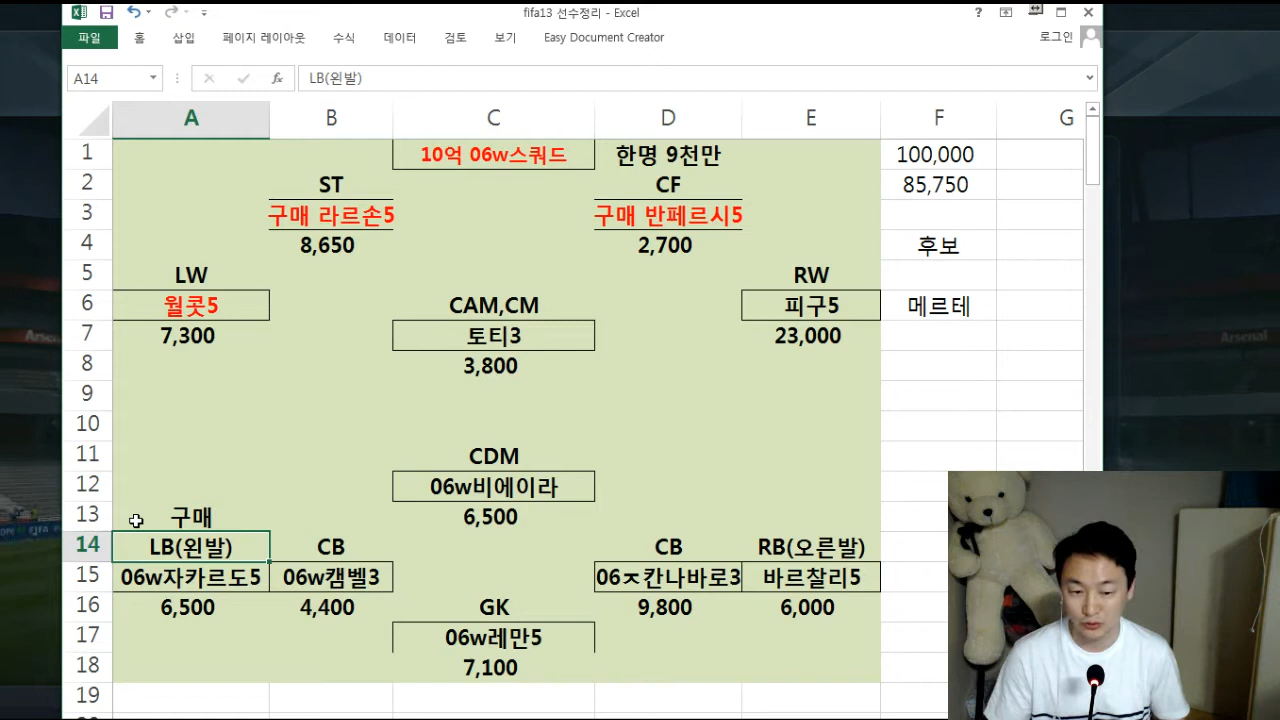 fifa13 선수정리 - Excel
파일 홈 삽입 페이지 레이아웃 수식 데이터 검토 보기 Easy Document Creator 로그인
A14 fx LB(왼발)
A B C D E F G
1 10억 06w스쿼드 한명 9천만 100,000
2 ST CF 85,750
3 구매 라르손5 구매 반페르시5
4 8,650 2,700 후보
5 LW RW
6 월콧5 CAM,CM 피구5 메르테
7 7,300 토티3 23,000
8 3,800
9
10
11 CDM
12 06w비에이라
13 구매 6,500
14 LB(왼발) CB CB RB(오른발)
15 06w자카르도5 06w캠벨3 06ㅈ칸나바로3 바르찰리5
16 6,500 4,400 GK 9,800 6,000
17 06w레만5
18 7,100
19
Arsenal